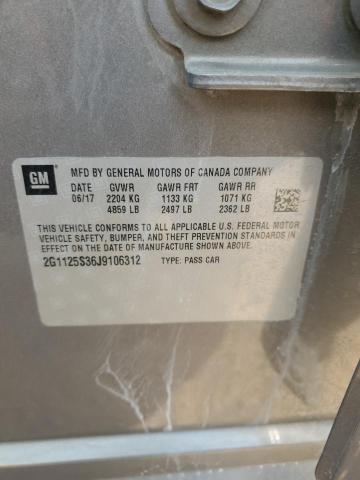 GM
MFD BY GENERAL MOTORS OF CANADA COMPANY
DATE GVWR GAWR FRT GAWR RR
06/17 2204 KG 1133 KG 1071 KG
4859 LB 2497 LB 2362 LB
THIS VEHICLE CONFORMS TO ALL APPLICABLE U.S. FEDERAL MOTOR
VEHICLE SAFETY, BUMPER, AND THEFT PREVENTION STANDARDS IN
EFFECT ON THE DATE OF MANUFACTURE SHOWN ABOVE.
2G1125S36J9106312 TYPE: PASS CAR